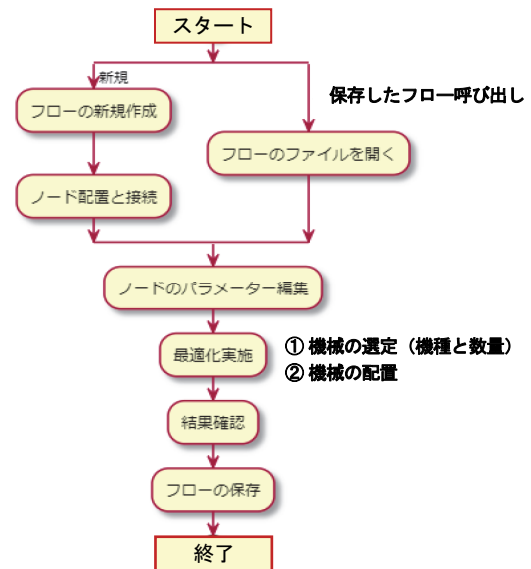 スタート
新規
保存したフロー呼び出し
フローの新規作成
フローのファイルを開く
ノード配置と接続
ノードのパラメーター編集
最適化実施
① 機械の選定（機種と数量）
② 機械の配置
結果確認
フローの保存
終了